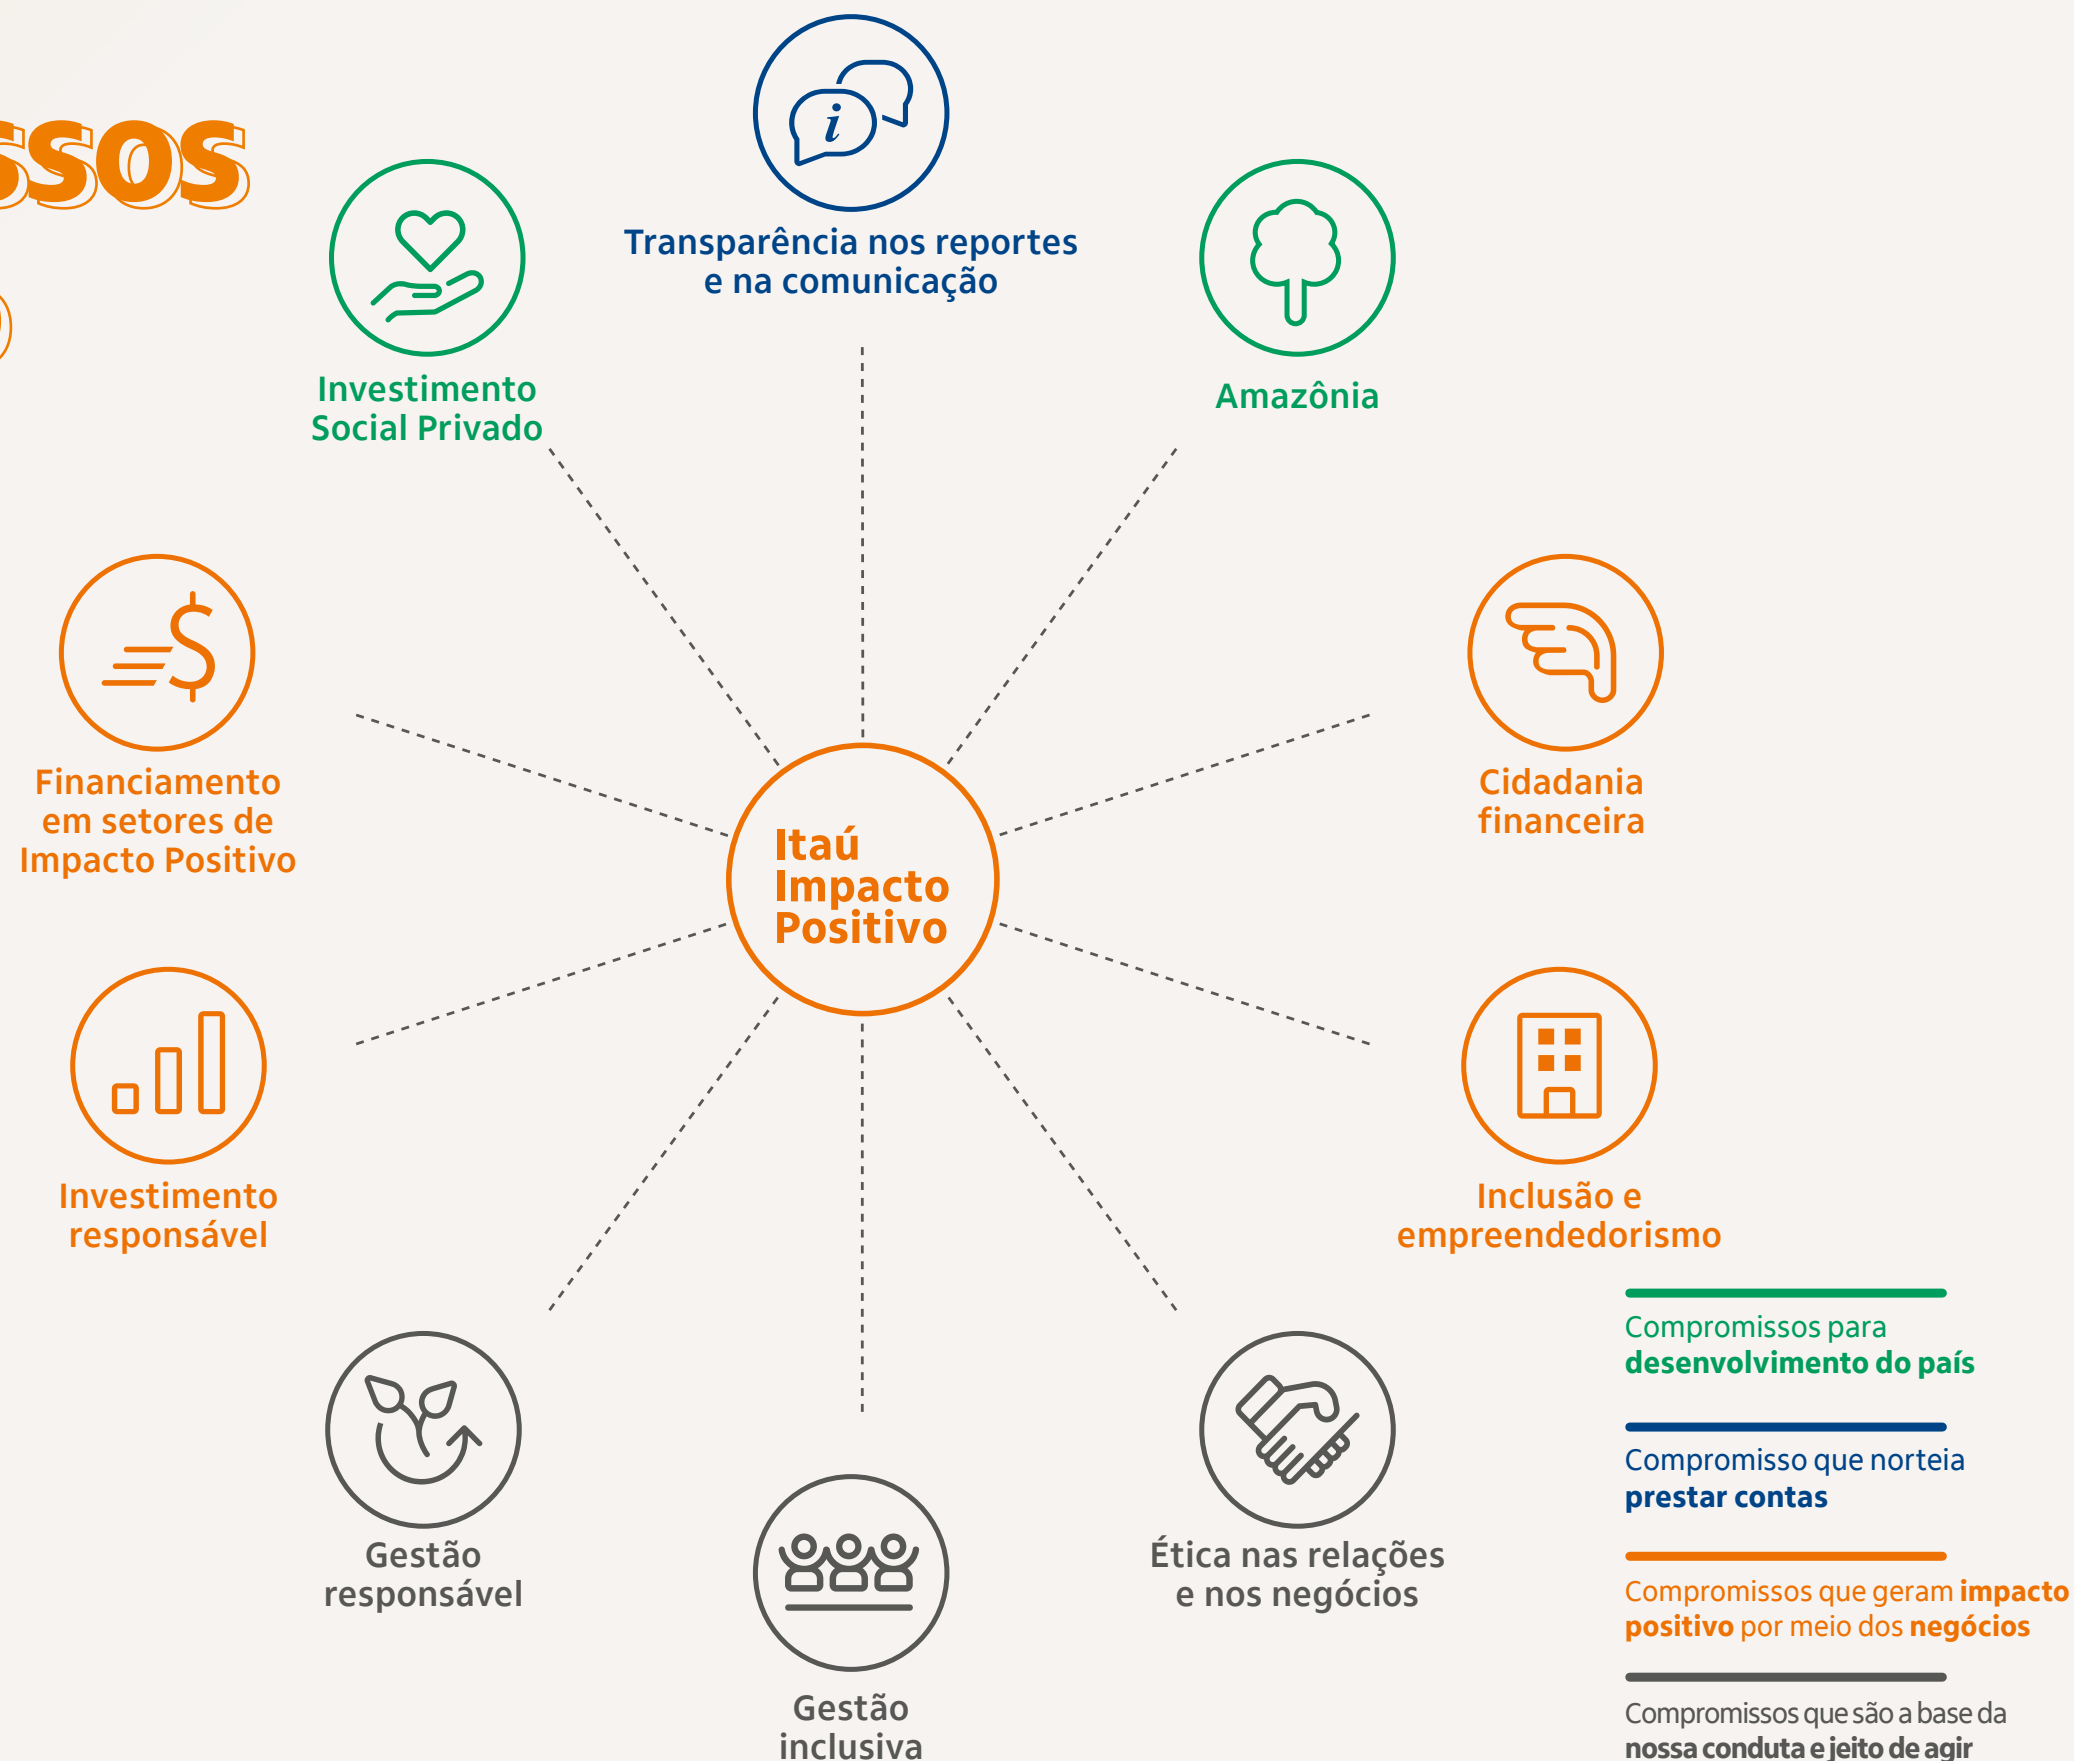 Transparência nos reportes
e na comunicação
Investimento
Social Privado
Amazônia
Financiamento
em setores de
Impacto Positivo
Cidadania
financeira
Itaú
Impacto
Positivo
Investimento
responsável
Inclusão e
empreendedorismo
Gestão
responsável
Gestão
inclusiva
Ética nas relações
e nos negócios
Compromissos para
desenvolvimento do país
Compromisso que norteia
prestar contas
Compromissos que geram impacto
positivo por meio dos negócios
Compromissos que são a base da
nossa conduta e jeito de agir